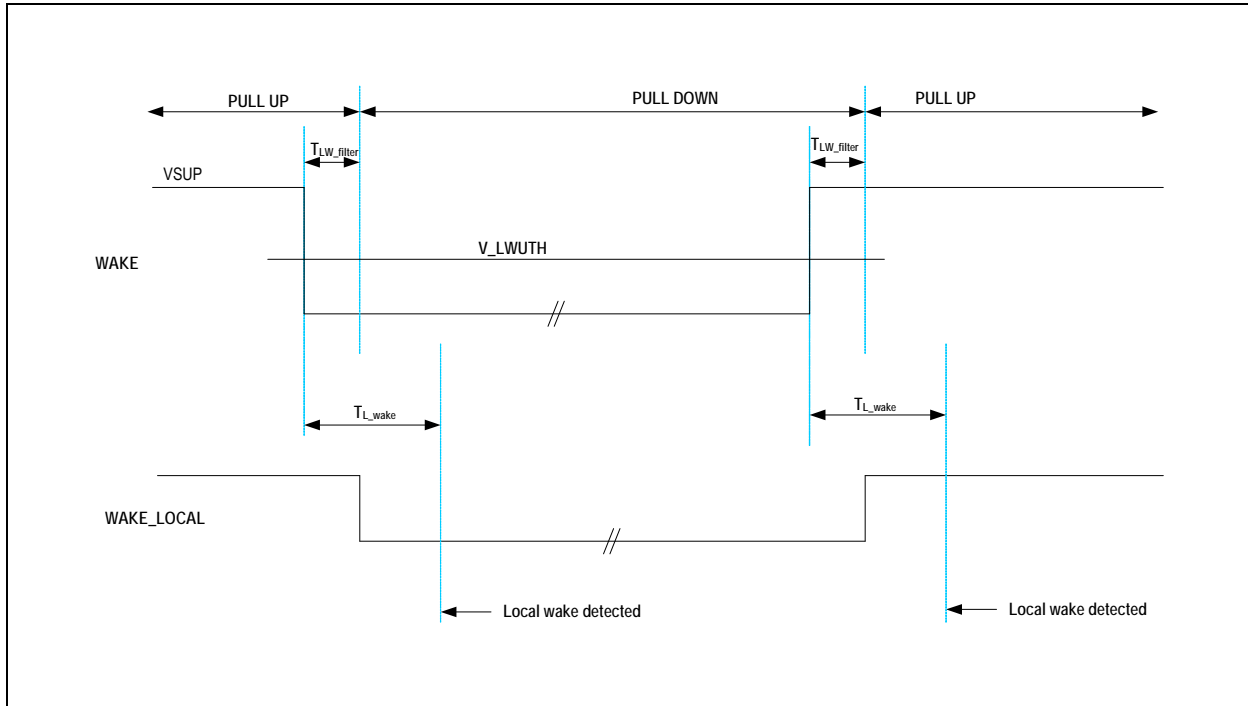 PULL UP
PULL DOWN
PULL UP
TLW_filter
TLW_filter
VSUP
V_LWUTH
WAKE
TL_wake
TL_wake
WAKE_LOCAL
Local wake detected
Local wake detected